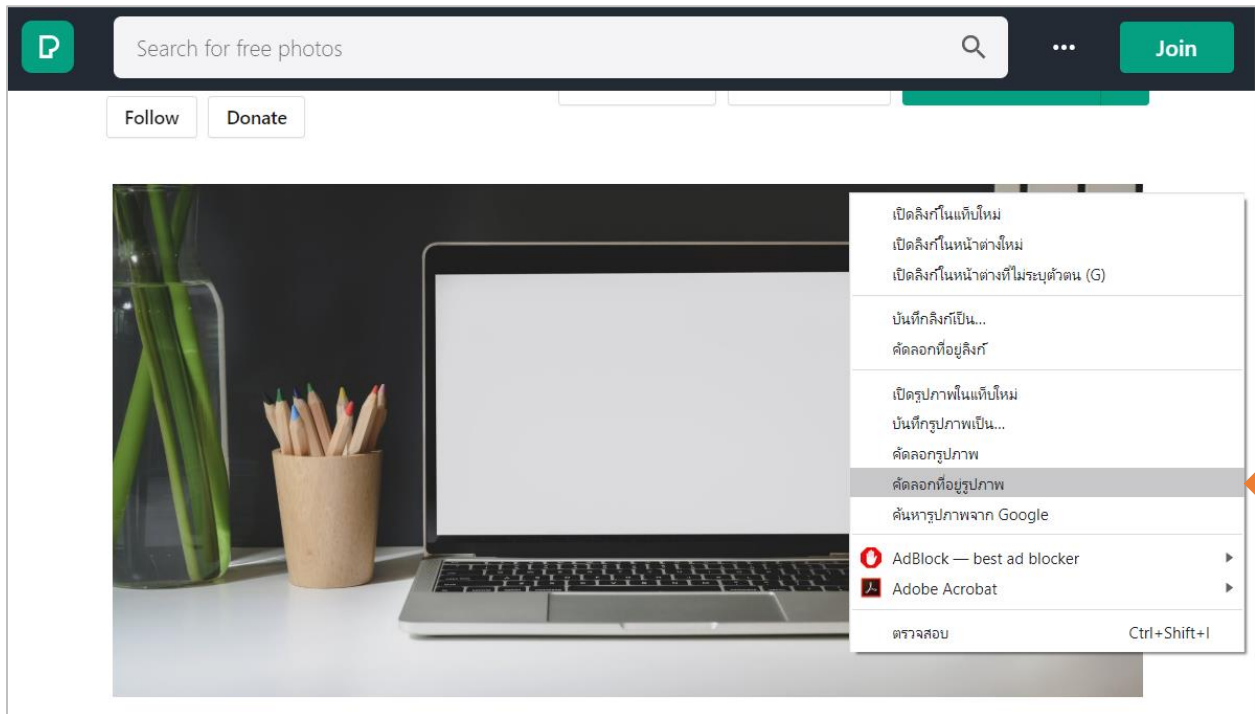 Search for free photos
Join
Follow
Donate
เปิดลิงก์ในแท็บใหม่
เปิดลิงก์ในหน้าต่างใหม่
เปิดลิงก์ในหน้าต่างที่ไม่ระบุตัวตน (G)
บันทึกลิงก์เป็น...
คัดลอกที่อยู่ลิงก์
เปิดรูปภาพในแท็บใหม่
บันทึกรูปภาพเป็น...
คัดลอกรูปภาพ
คัดลอกที่อยู่รูปภาพ
ค้นหารูปภาพจาก Google
AdBlock — best ad blocker
Adobe Acrobat
ตรวจสอบ Ctrl+Shift+I